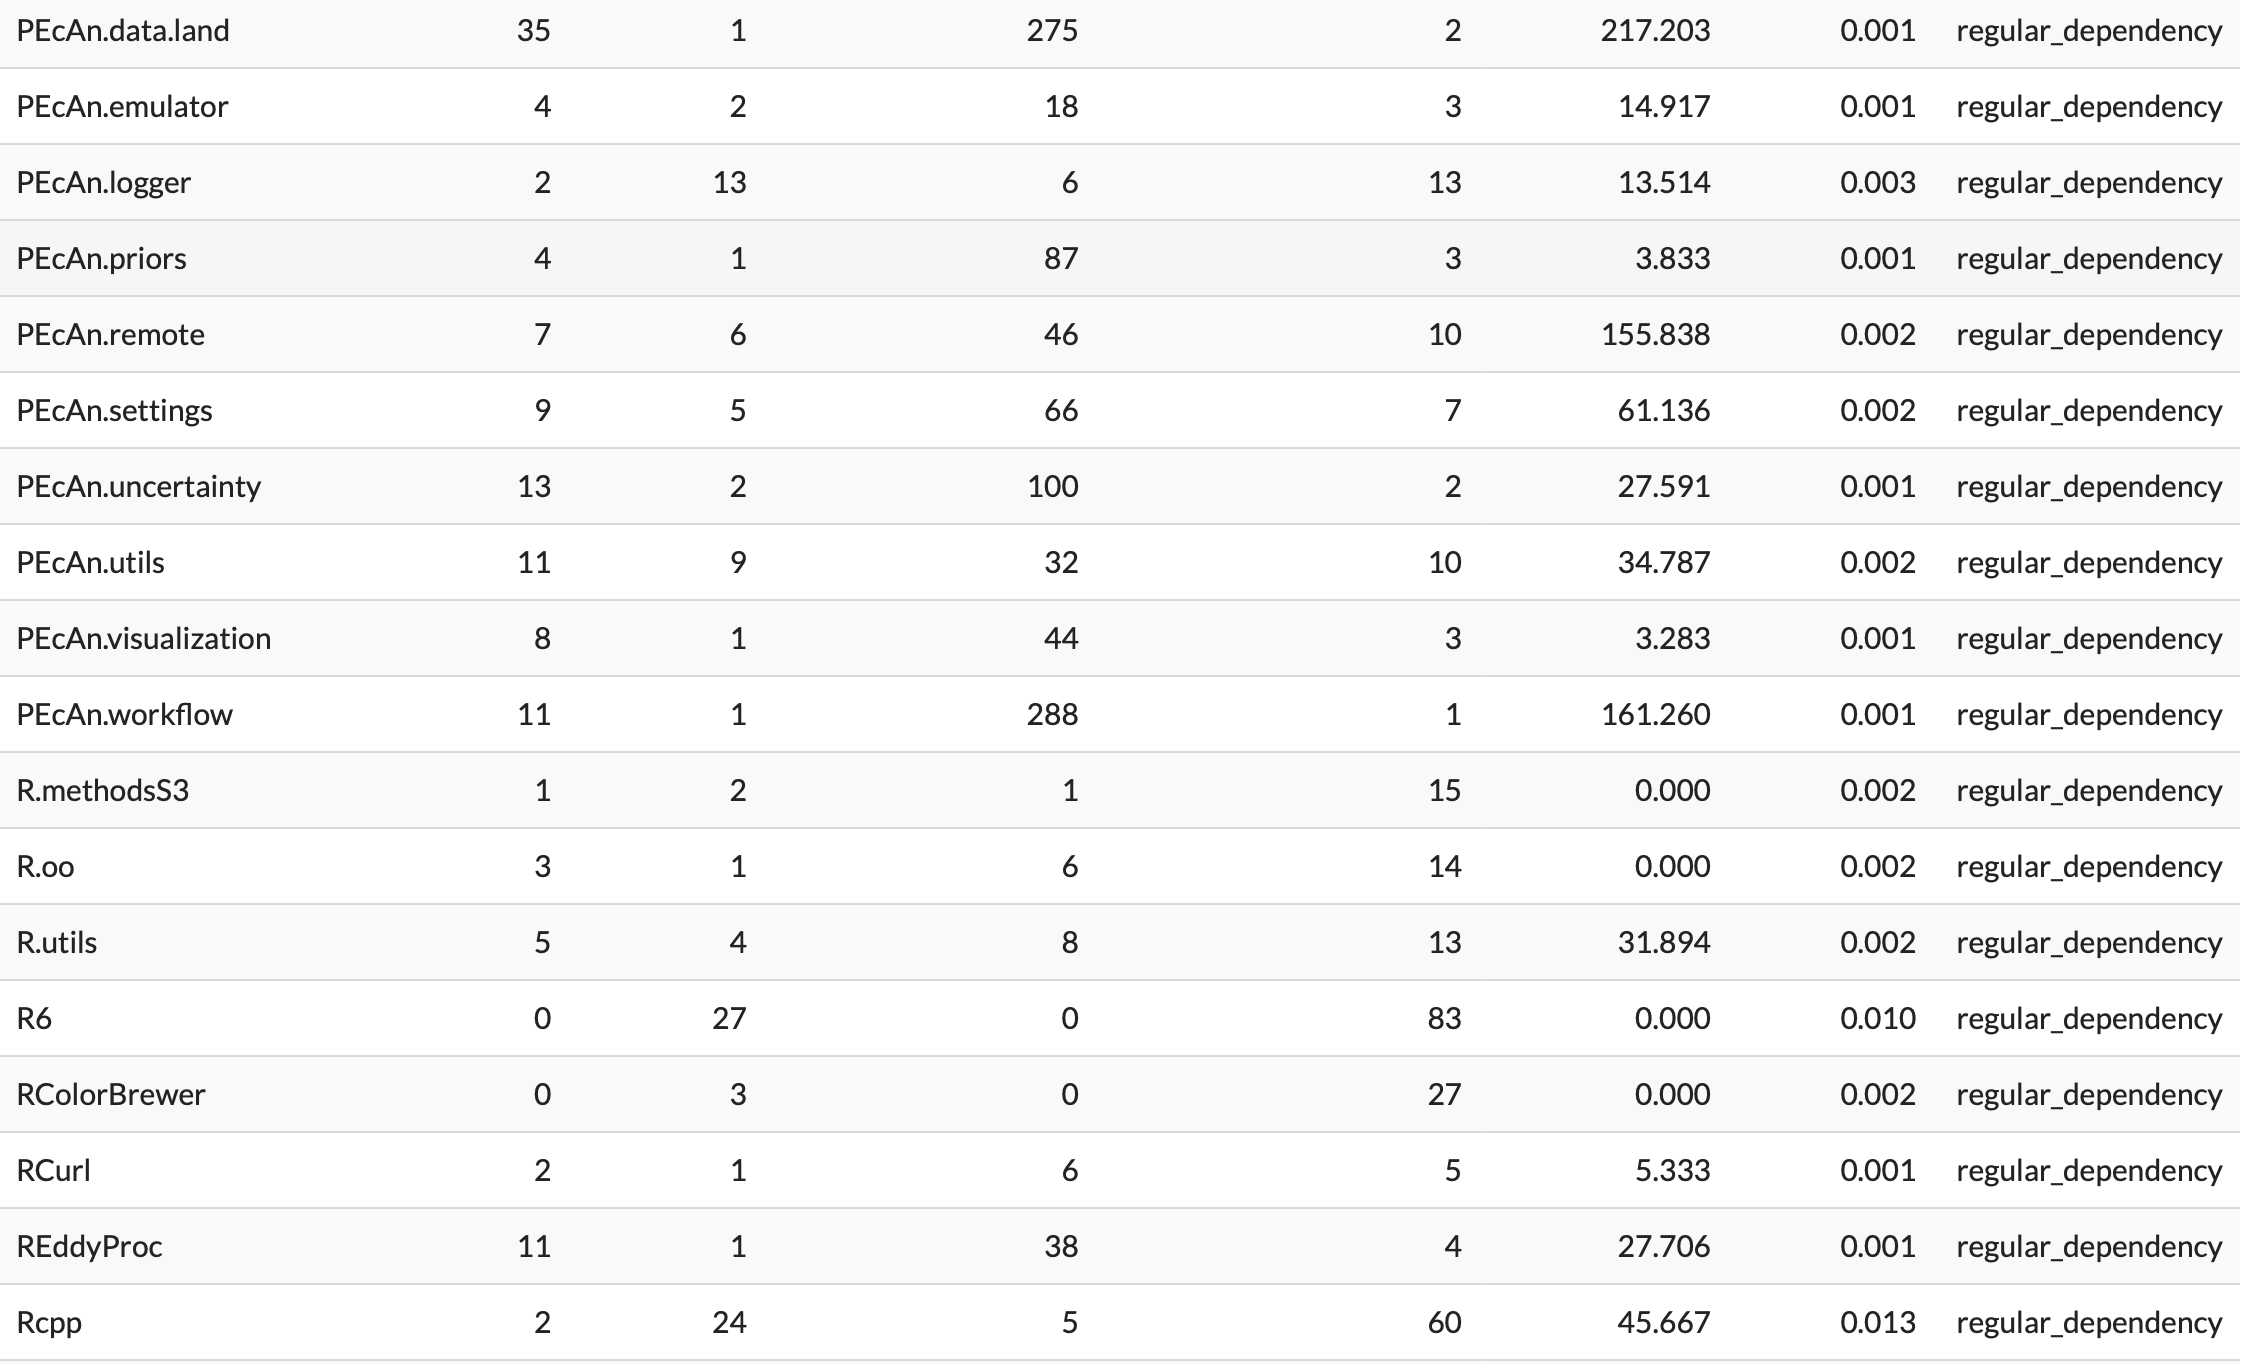 PEcAn.data.land 35 1 275 2 217.203 0.001 regular_dependency
PEcAn.emulator 4 2 18 3 14.917 0.001 regular_dependency
PEcAn.logger 2 13 6 13 13.514 0.003 regular_dependency
PEcAn.priors 4 1 87 3 3.833 0.001 regular_dependency
PEcAn.remote 7 6 46 10 155.838 0.002 regular_dependency
PEcAn.settings 9 5 66 7 61.136 0.002 regular_dependency
PEcAn.uncertainty 13 2 100 2 27.591 0.001 regular_dependency
PEcAn.utils 11 9 32 10 34.787 0.002 regular_dependency
PEcAn.visualization 8 1 44 3 3.283 0.001 regular_dependency
PEcAn.workflow 11 1 288 1 161.260 0.001 regular_dependency
R.methodsS3 1 2 1 15 0.000 0.002 regular_dependency
R.oo 3 1 6 14 0.000 0.002 regular_dependency
R.utils 5 4 8 13 31.894 0.002 regular_dependency
R6 0 27 0 83 0.000 0.010 regular_dependency
RColorBrewer 0 3 0 27 0.000 0.002 regular_dependency
RCurl 2 1 6 5 5.333 0.001 regular_dependency
REddyProc 11 1 38 4 27.706 0.001 regular_dependency
Rcpp 2 24 5 60 45.667 0.013 regular_dependency